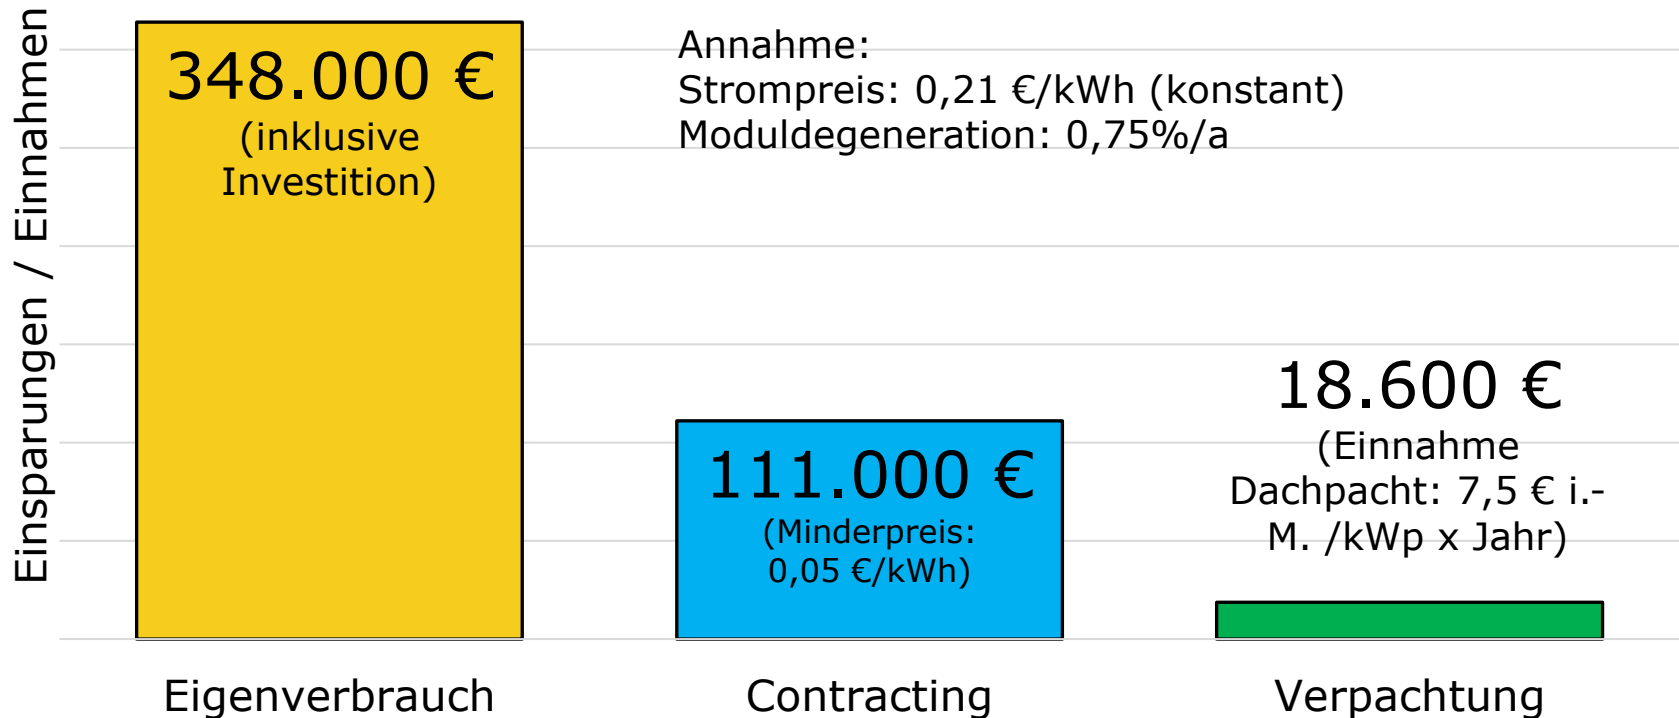 Einsparungen / Einnahmen
348.000 €
(inklusive
Investition)
Annahme:
Strompreis: 0,21 €/kWh (konstant)
Moduldegeneration: 0,75%/a
111.000 €
(Minderpreis:
0,05 €/kWh)
18.600 €
(Einnahme
Dachpacht: 7,5 € i.-
M. /kWp x Jahr)
Eigenverbrauch
Contracting
Verpachtung